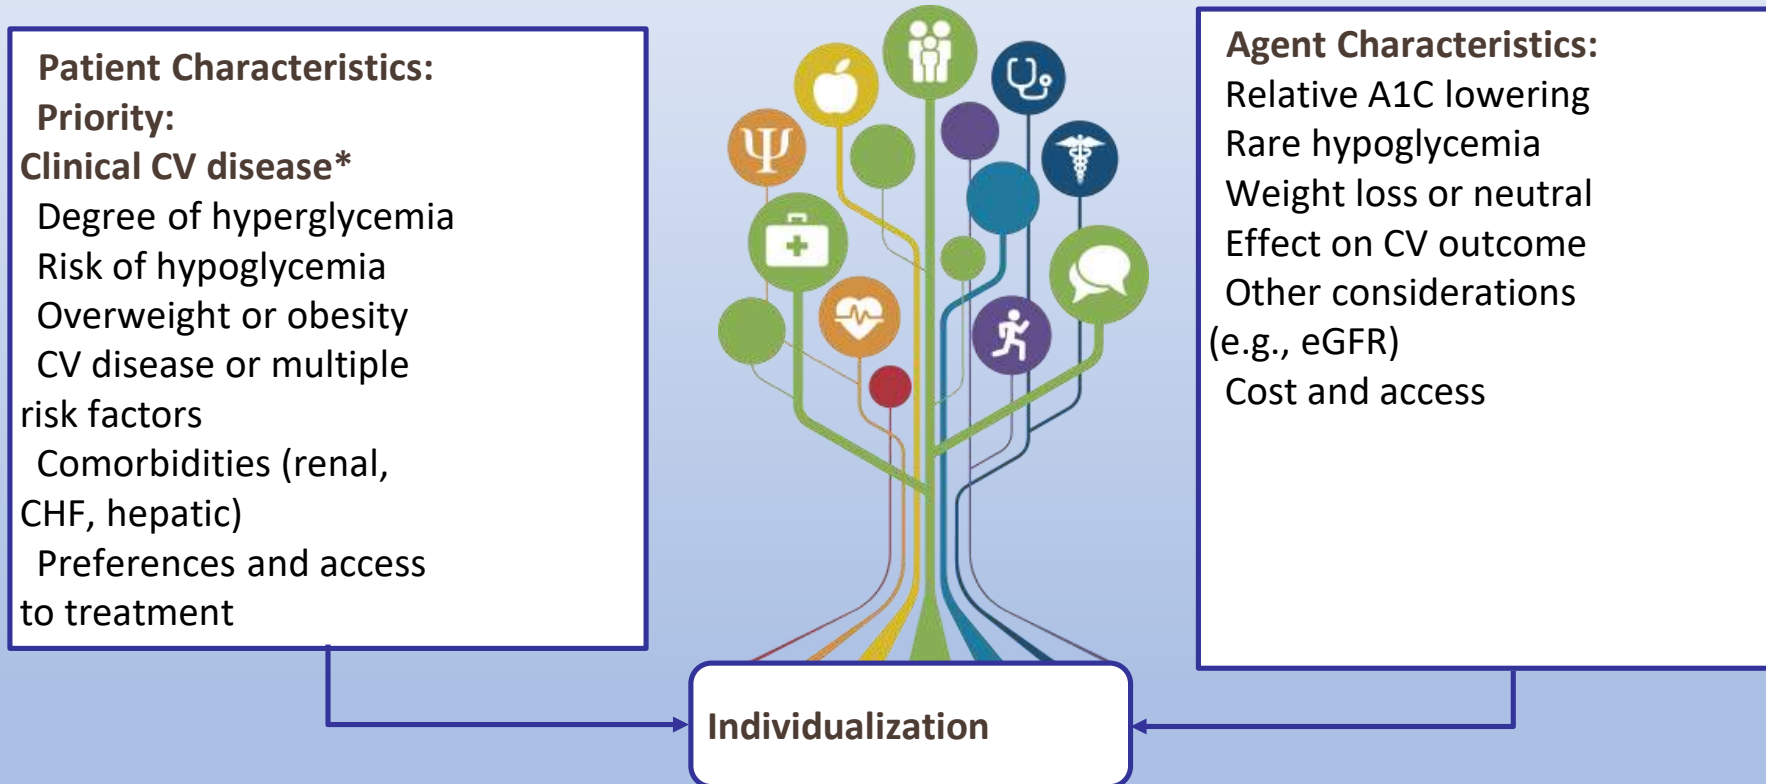 Patient Characteristics:
Priority:
Clinical CV disease*
Degree of hyperglycemia
Risk of hypoglycemia
Overweight or obesity
CV disease or multiple
risk factors
Comorbidities (renal,
CHF, hepatic)
Preferences and access
to treatment
Ψ
Agent Characteristics:
Relative A1C lowering
Rare hypoglycemia
Weight loss or neutral
Effect on CV outcome
Other considerations
(e.g., eGFR)
Cost and access
Individualization